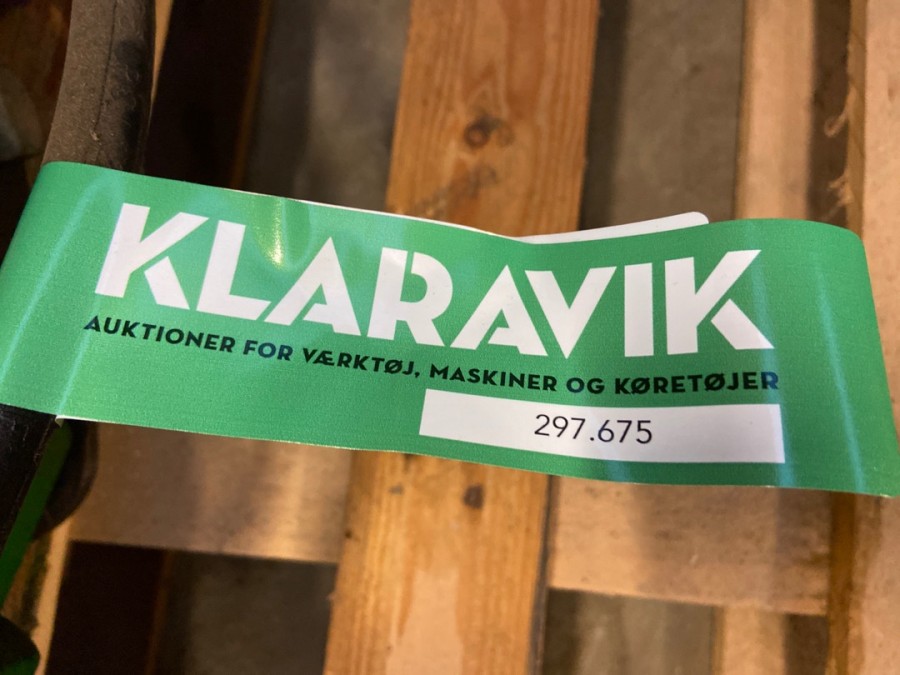 KLARAVIK
AUKTIONER FOR VÆRKTØJ, MASKINER OG KØRETØJER
297.675